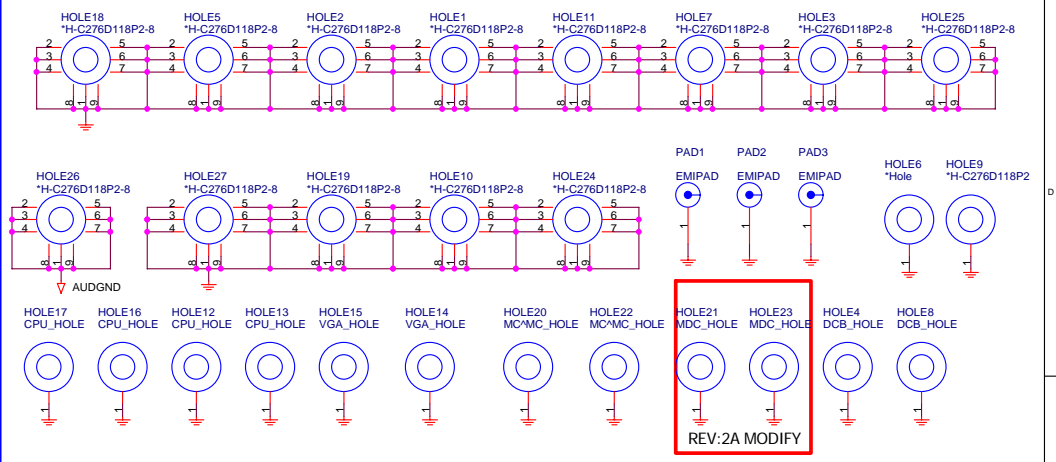 HOLE18 HOLE5 HOLE2 HOLE1 HOLE11 HOLE7 HOLE3 HOLE25
*H-C276D118P2-8 *H-C276D118P2-8 *H-C276D118P2-8 *H-C276D118P2-8 *H-C276D118P2-8 *H-C276D118P2-8 *H-C276D118P2-8 *H-C276D118P2-8
2 5 2 5 2 5 2 5 2 5 2 5 2 5 2 5
3 6 3 6 3 6 3 6 3 6 3 6 3 6 3 6
4 7 4 7 4 7 4 7 4 7 4 7 4 7 4 7
8 1 9 8 1 9 8 1 9 8 1 9 8 1 9 8 1 9 8 1 9 8 1 9
PAD1 PAD2 PAD3
EMIPAD EMIPAD EMIPAD
HOLE6 HOLE9
*Hole *H-C276D118P2
HOLE26 HOLE27 HOLE19 HOLE10 HOLE24
*H-C276D118P2-8 *H-C276D118P2-8 *H-C276D118P2-8 *H-C276D118P2-8 *H-C276D118P2-8
D
2 5 2 5 2 5 2 5 2 5
3 6 3 6 3 6 3 6 3 6
4 7 4 7 4 7 4 7 4 7
1 1 1
8 1 9 8 1 9 8 1 9 8 1 9 8 1 9
1 1
AUDGND
HOLE17 HOLE16 HOLE12 HOLE13 HOLE15 HOLE14 HOLE20 HOLE22 HOLE21 HOLE23 HOLE4 HOLE8
CPU_HOLE CPU_HOLE CPU_HOLE CPU_HOLE VGA_HOLE VGA_HOLE MC^MC_HOLE MC^MC_HOLE MDC_HOLE MDC_HOLE DCB_HOLE DCB_HOLE
1 1 1 1 1 1 1 1 1 1 1 1
REV:2A MODIFY